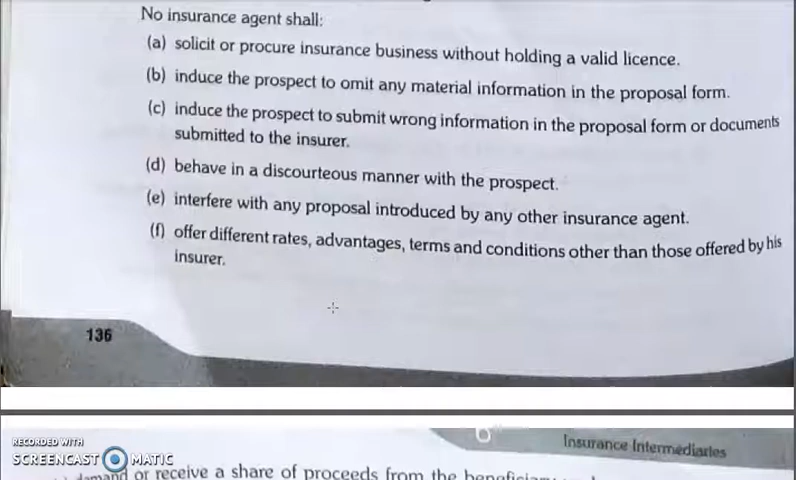 No insurance agent shall:
(a) solicit or procure insurance business without holding a valid licence.
(b) induce the prospect to omit any material information in the proposal form.
(c) induce the prospect to submit wrong information in the proposal form or documents
submitted to the insurer.
(d) behave in a discourteous manner with the prospect.
(e) interfere with any proposal introduced by any other insurance agent.
(f) offer different rates, advantages, terms and conditions other than those offered by his
insurer.
136
Insurance Intermediaries
RECORDED WITH
SCREENCAST MATIC
demand or receive a share of proceeds from the